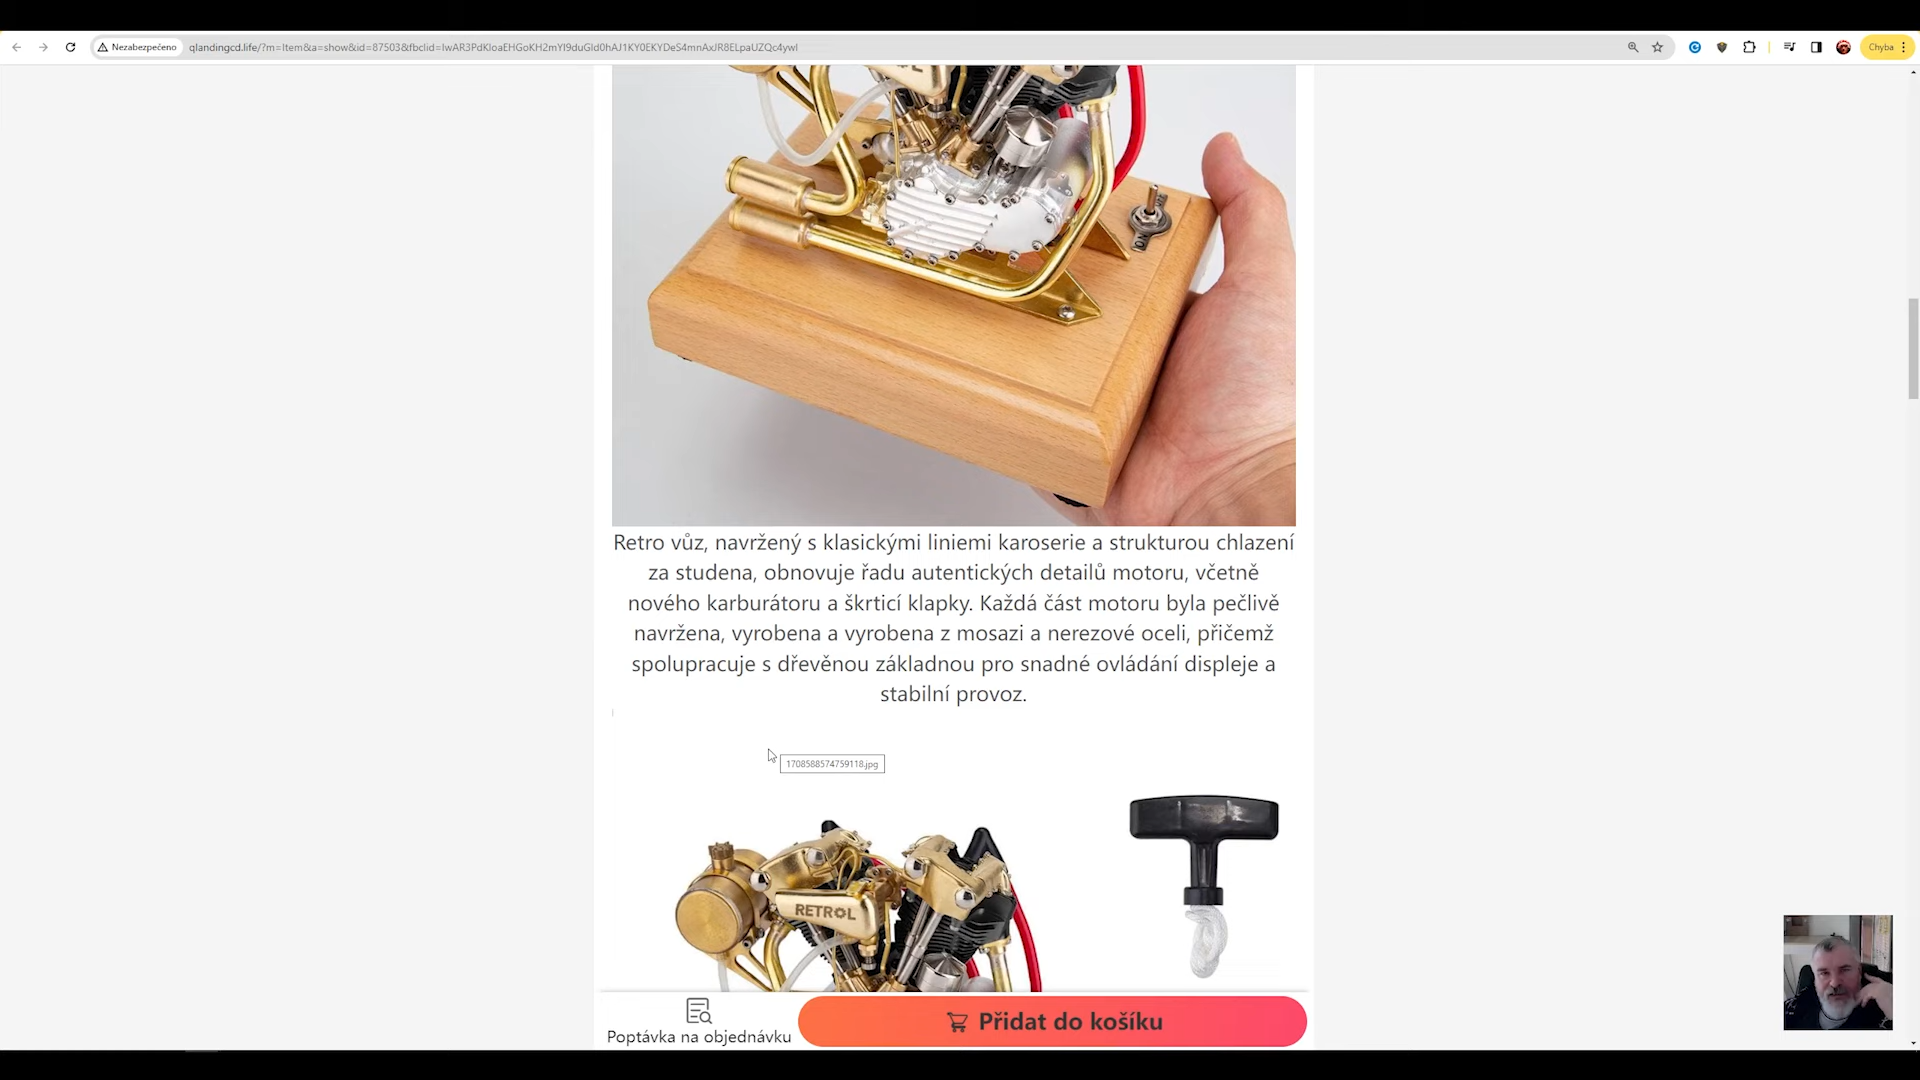 Nezabezpečeno
qlandingcd.life/?m=Item&a=show&id=87503&fbclid=
Chyba
ON
Retro vůz, navržený s klasickými liniemi karoserie a strukturou chlazení
za studena, obnovuje řadu autentických detailů motoru, včetně
nového karburátoru a škrticí klapky. Každá část motoru byla pečlivě
navržena, vyrobena a vyrobena z mosazi a nerezové oceli, přičemž
spolupracuje s dřevěnou základnou pro snadné ovládání displeje a
stabilní provoz.
1708588574759118.jpg
RETROL
Poptávka na objednávku
Přidat do košíku